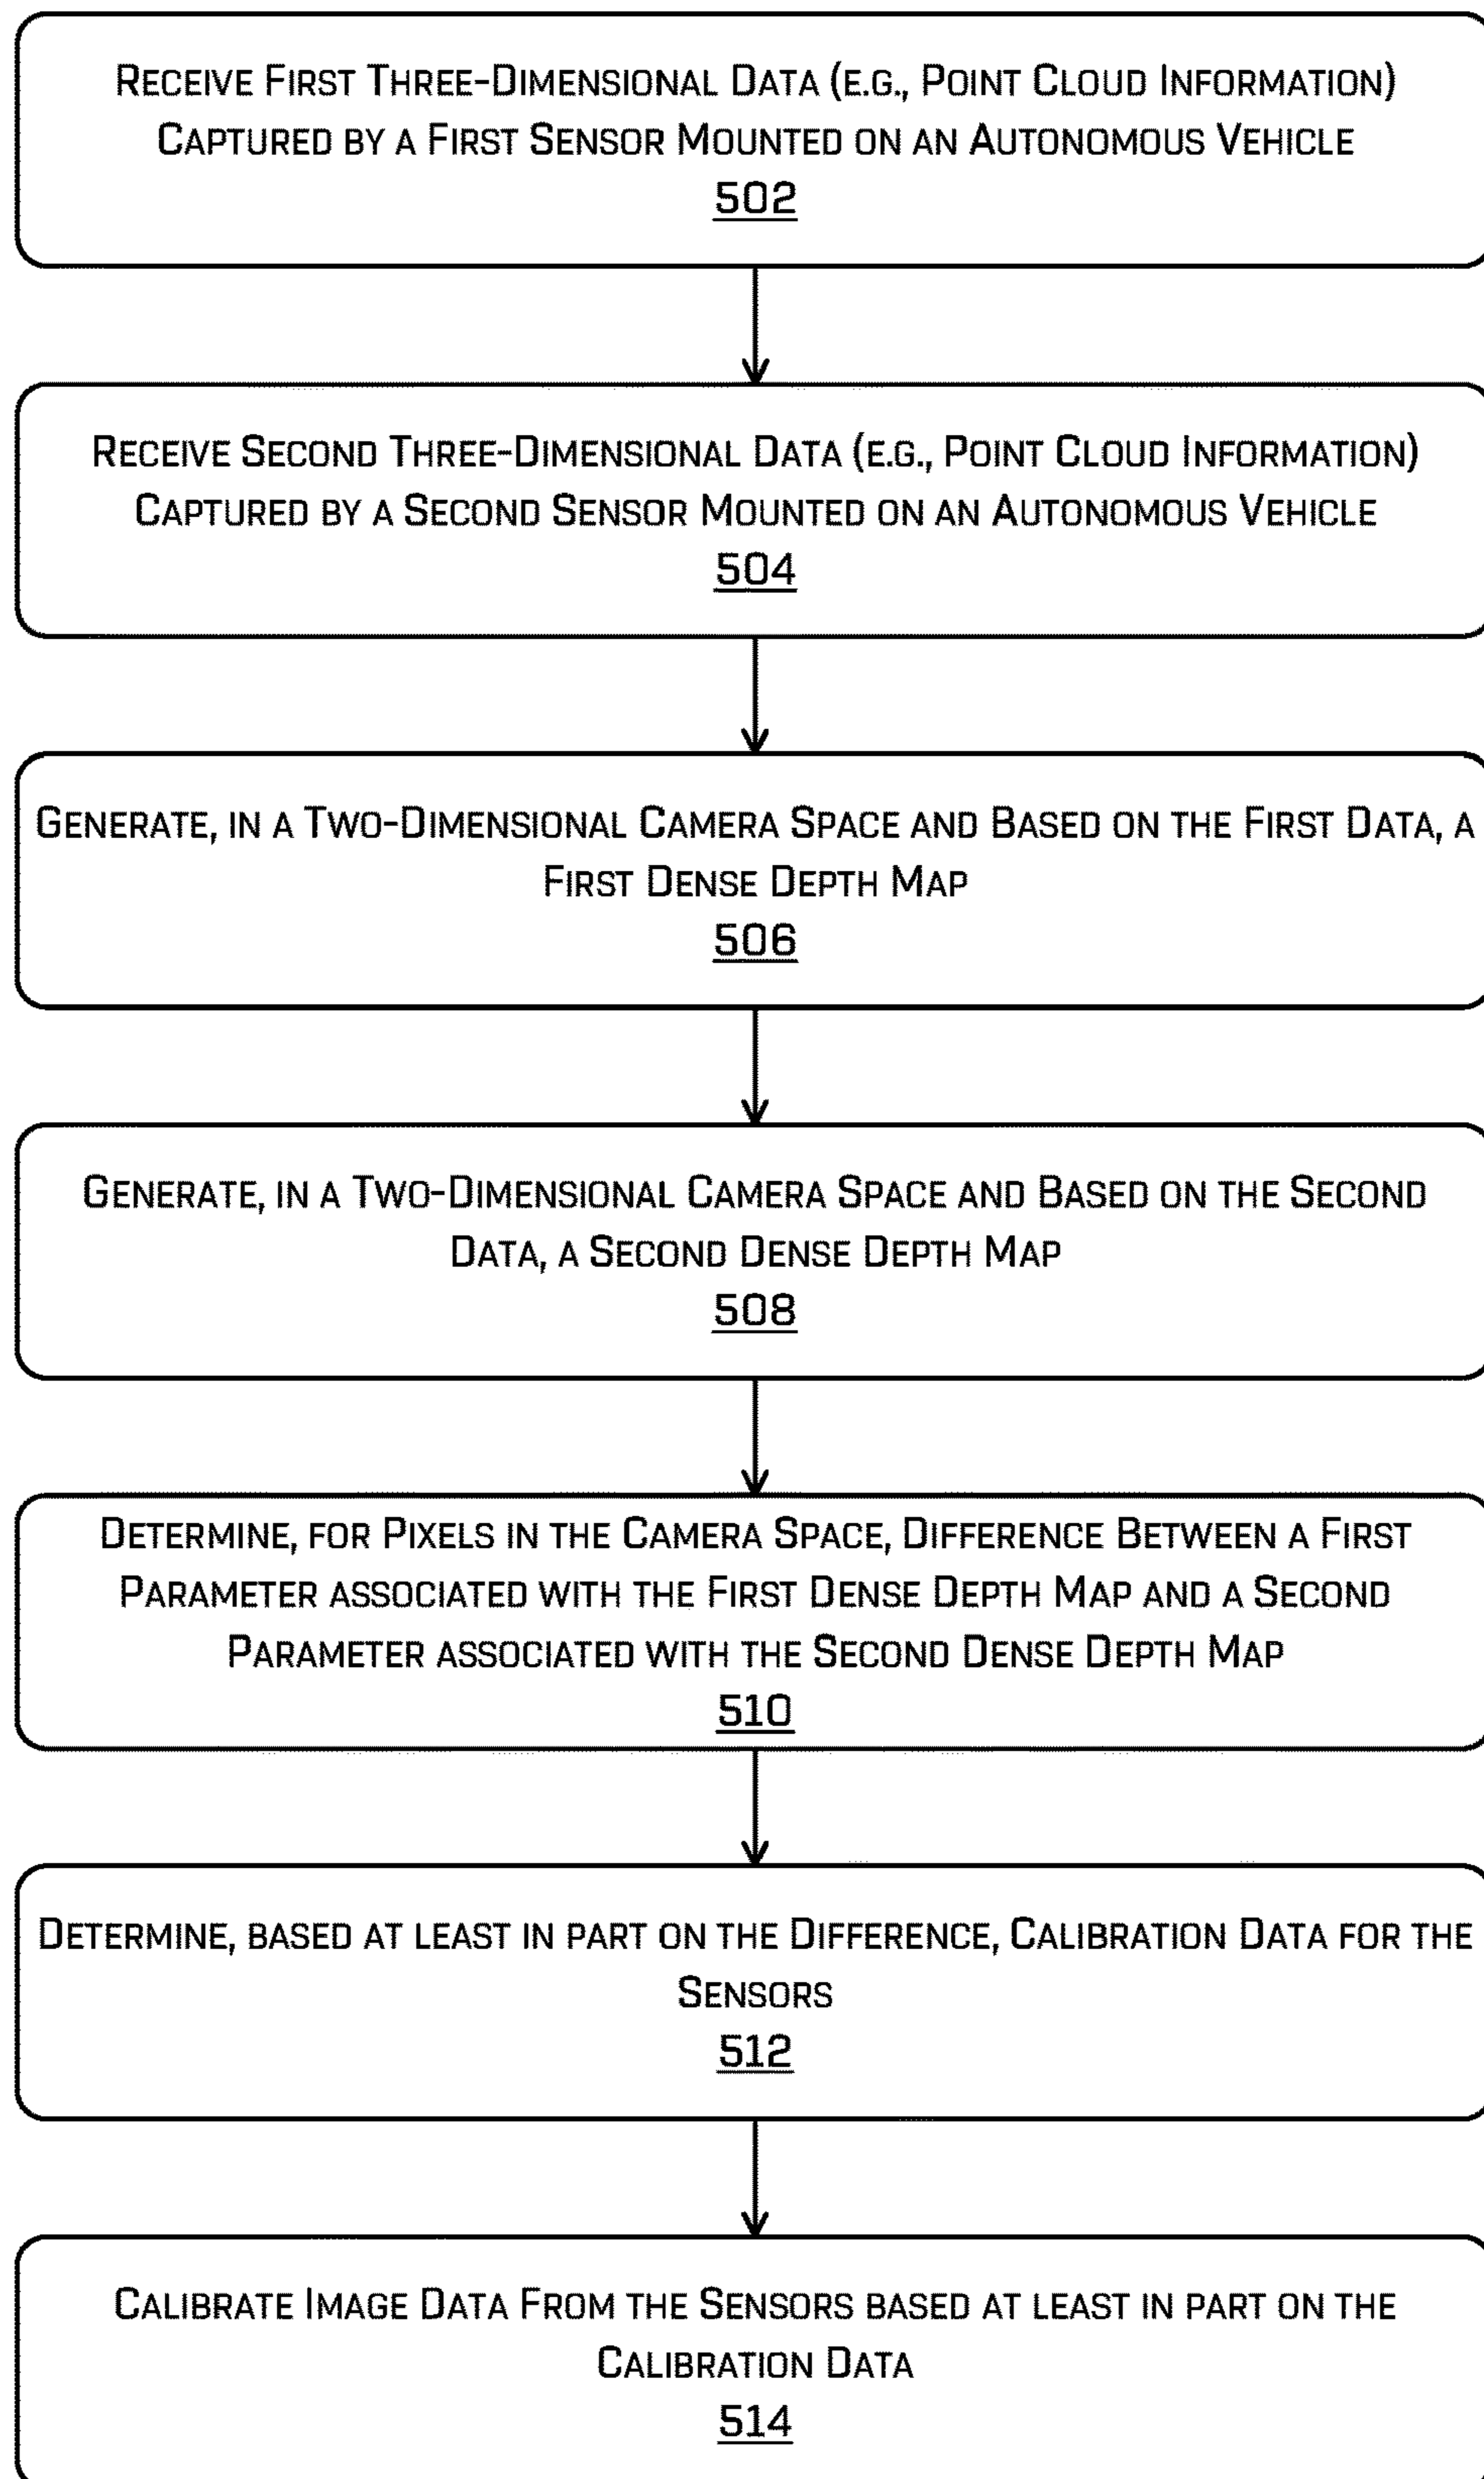 Receive First Three-Dimensional Data (e.g., Point Cloud Information)
Captured by a First Sensor Mounted on an Autonomous Vehicle
502
Receive Second Three-Dimensional Data (e.g., Point Cloud Information)
Captured by a Second Sensor Mounted on an Autonomous Vehicle
504
Generate, in a Two-Dimensional Camera Space and Based on the First Data, a
First Dense Depth Map
506
Generate, in a Two-Dimensional Camera Space and Based on the Second
Data, a Second Dense Depth Map
508
Determine, for Pixels in the Camera Space, Difference Between a First
Parameter associated with the First Dense Depth Map and a Second
Parameter associated with the Second Dense Depth Map
510
Determine, based at least in part on the Difference, Calibration Data for the
Sensors
512
Calibrate Image Data From the Sensors based at least in part on the
Calibration Data
514